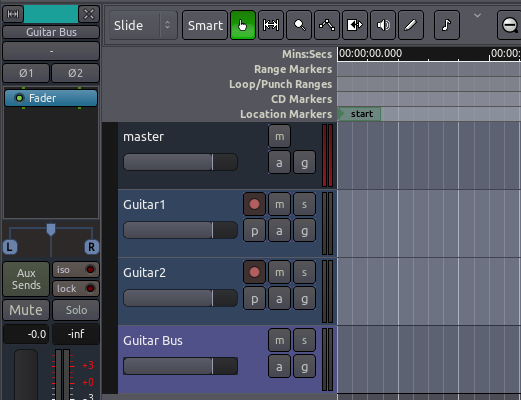 Guitar Bus
-
Ø1 Ø2
Fader
L R
Aux Sends
iso
lock
Mute Solo
-0.0 -inf
+3
+0
-3
Slide Smart
Mins:Secs 00:00:00.000 00:00:
Range Markers
Loop/Punch Ranges
CD Markers
Location Markers start
master m
a g
Guitar1 m s
p a g
Guitar2 m s
p a g
Guitar Bus m s
a g